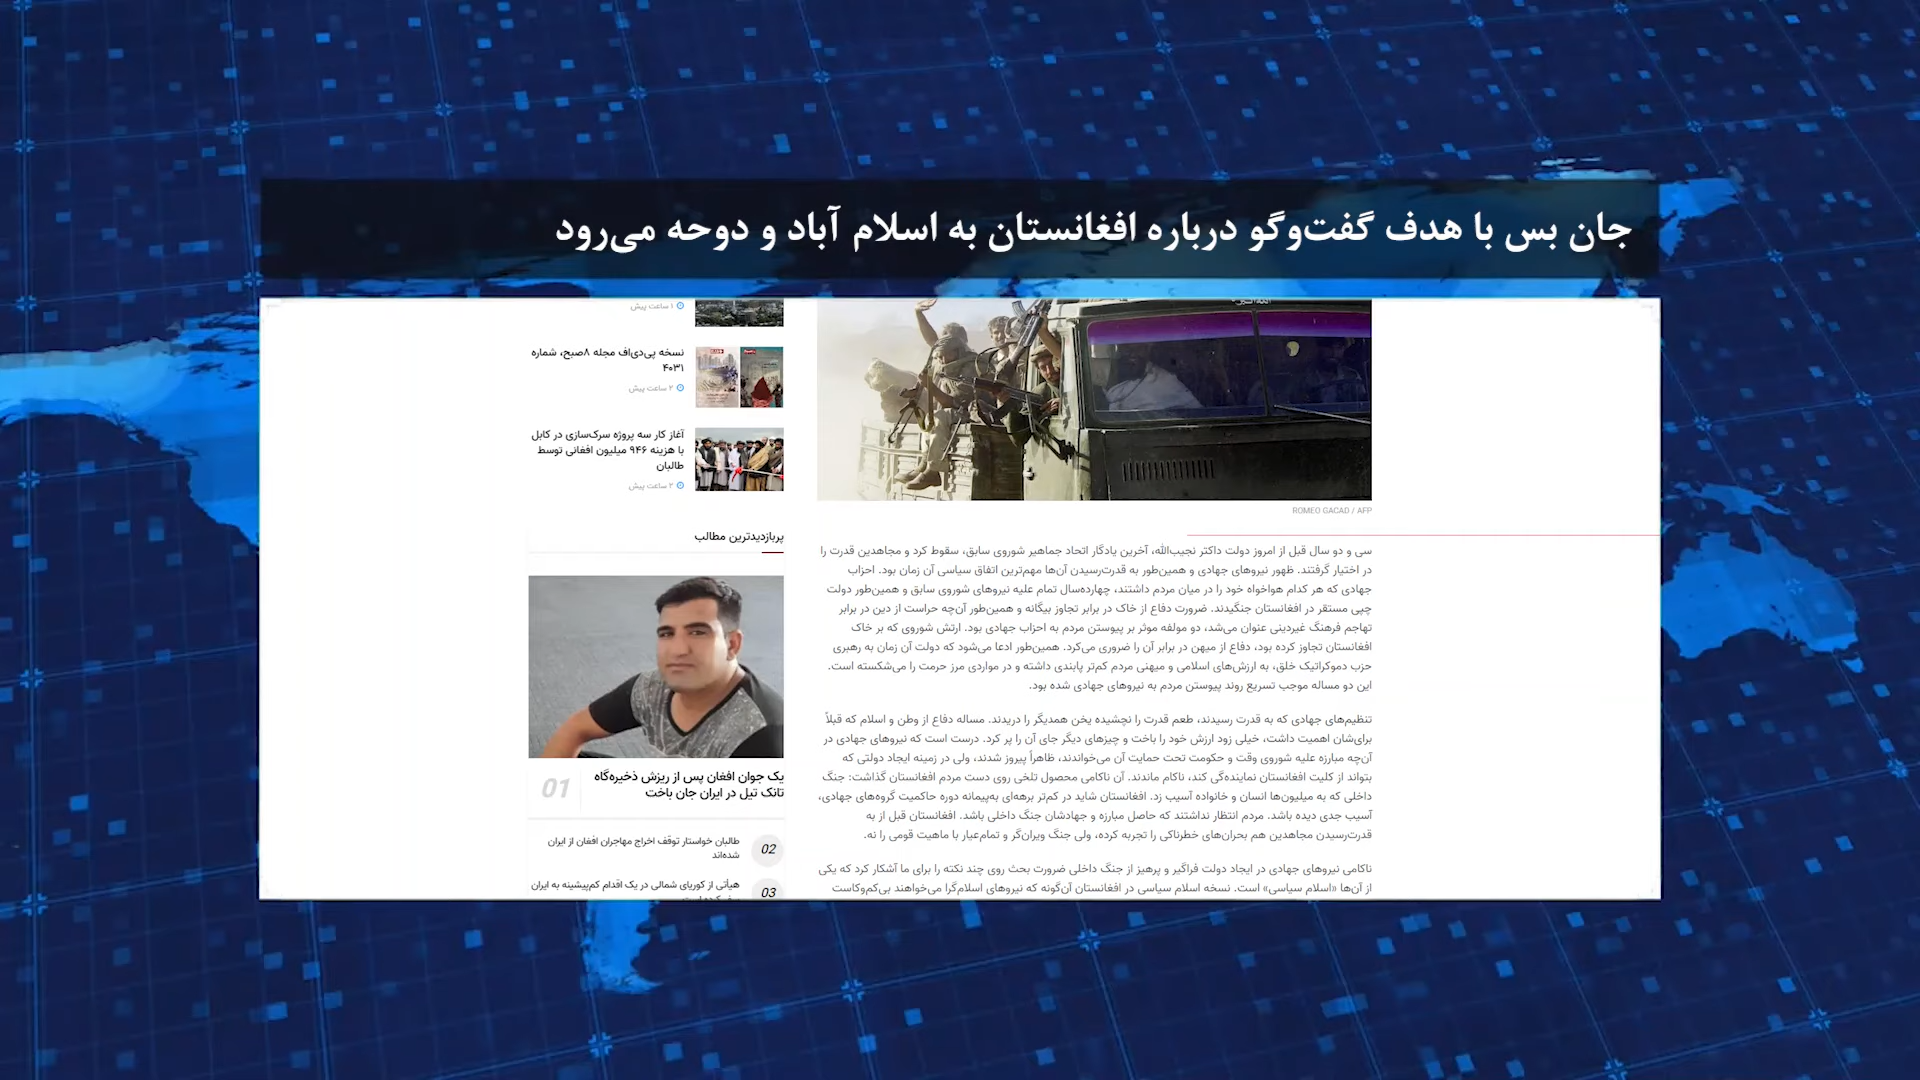 جان بس با هدف گفت‌وگو درباره افغانستان به اسلام آباد و دوحه می‌رود
ROMEO GACAD / AFP
سی و دو سال قبل از امروز دولت داکتر نجیب‌الله، آخرین یادگار اتحاد جماهیر شوروی سابق، سقوط کرد و مجاهدین قدرت را
در اختیار گرفتند. ظهور نیروهای جهادی و همین‌طور به قدرت‌رسیدن آن‌ها مهم‌ترین اتفاق سیاسی آن زمان بود. احزاب
جهادی که هر کدام هواخواه خود را در میان مردم داشتند، چهارده‌سال تمام علیه نیروهای شوروی سابق و همین‌طور دولت
چپی مستقر در افغانستان جنگیدند. ضرورت دفاع از خاک در برابر تجاوز بیگانه و همین‌طور آن‌چه حراست از دین در برابر
تهاجم فرهنگ غیردینی عنوان می‌شد، دو مولفه موثر بر پیوستن مردم به احزاب جهادی بود. ارتش شوروی که بر خاک
افغانستان تجاوز کرده بود، دفاع از میهن در برابر آن را ضروری می‌کرد. همین‌طور ادعا می‌شود که دولت آن زمان به رهبری
حزب دموکراتیک خلق، به ارزش‌های اسلامی و میهنی مردم کم‌تر پابندی داشته و در مواردی مرز حرمت را می‌شکسته است.
این دو مساله موجب تسریع روند پیوستن مردم به نیروهای جهادی شده بود.
تنظیم‌های جهادی که به قدرت رسیدند، طعم قدرت را نچشیده یخن همدیگر را دریدند. مساله دفاع از وطن و اسلام که قبلاً
برای‌شان اهمیت داشت، خیلی زود ارزش خود را باخت و چیزهای دیگر جای آن را پر کرد. درست است که نیروهای جهادی در
آن‌چه مبارزه علیه شوروی وقت و حکومت تحت حمایت آن می‌خواندند، ظاهراً پیروز شدند، ولی در زمینه ایجاد دولتی که
بتواند از کلیت افغانستان نماینده‌گی کند، ناکام ماندند. آن ناکامی محصول تلخی روی دست مردم افغانستان گذاشت: جنگ
داخلی که به میلیون‌ها انسان و خانواده آسیب زد. افغانستان شاید در کم‌تر برهه‌ای به‌پیمانه دوره حاکمیت گروه‌های جهادی،
آسیب جدی دیده باشد. مردم انتظار نداشتند که حاصل مبارزه و جهادشان جنگ داخلی باشد. افغانستان قبل از به
قدرت‌رسیدن مجاهدین هم بحران‌های خطرناکی را تجربه کرده، ولی جنگ ویران‌گر و تمام‌عیار با ماهیت قومی را نه.
ناکامی نیروهای جهادی در ایجاد دولت فراگیر و پرهیز از جنگ داخلی ضرورت بحث روی چند نکته را برای ما آشکار کرد که یکی
از آن‌ها «اسلام سیاسی» است. نسخه اسلام سیاسی در افغانستان آن‌گونه که نیروهای اسلام‌گرا می‌خواهند بی‌کم‌وکاست
۱ ساعت پیش
نسخه پی‌دی‌اف مجله ۸صبح، شماره
۴۰۳۱
۲ ساعت پیش
آغاز کار سه پروژه سرک‌سازی در کابل
با هزینه ۹۴۶ میلیون افغانی توسط
طالبان
۲ ساعت پیش
پربازدیدترین مطالب
یک جوان افغان پس از ریزش ذخیره‌گاه
تانک تیل در ایران جان باخت
01
طالبان خواستار توقف اخراج مهاجران افغان از ایران
شده‌اند
02
هیأتی از کوریای شمالی در یک اقدام کم‌پیشینه به ایران
03